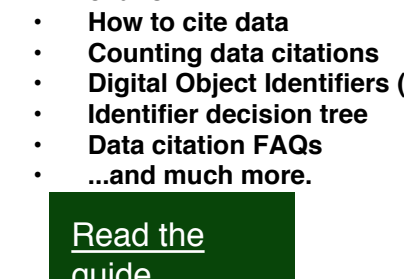 • How to cite data
• Counting data citations
• Digital Object Identifiers (
• Identifier decision tree
• Data citation FAQs
• ...and much more.
Read the
guide